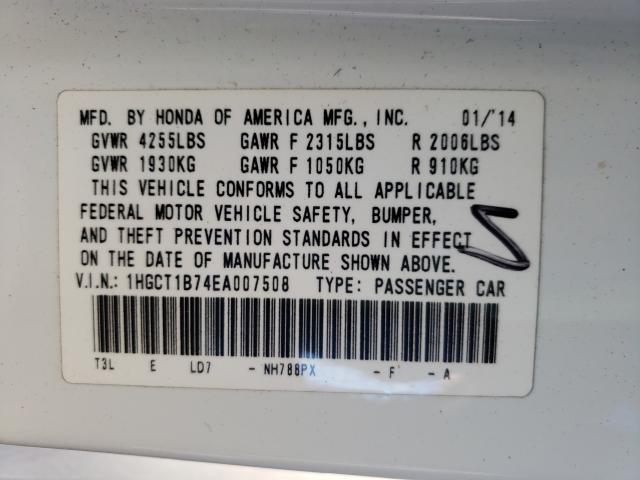 MFD. BY HONDA OF AMERICA MFG., INC. 01/'14
GVWR 4255LBS GAWR F 2315LBS R 2006LBS
GVWR 1930KG GAWR F 1050KG R 910KG
THIS VEHICLE CONFORMS TO ALL APPLICABLE
FEDERAL MOTOR VEHICLE SAFETY, BUMPER,
AND THEFT PREVENTION STANDARDS IN EFFECT
ON THE DATE OF MANUFACTURE SHOWN ABOVE.
V.I.N.: 1HGCT1B74EA007508 TYPE: PASSENGER CAR
T3L E LD7 - NH788PX - F - A